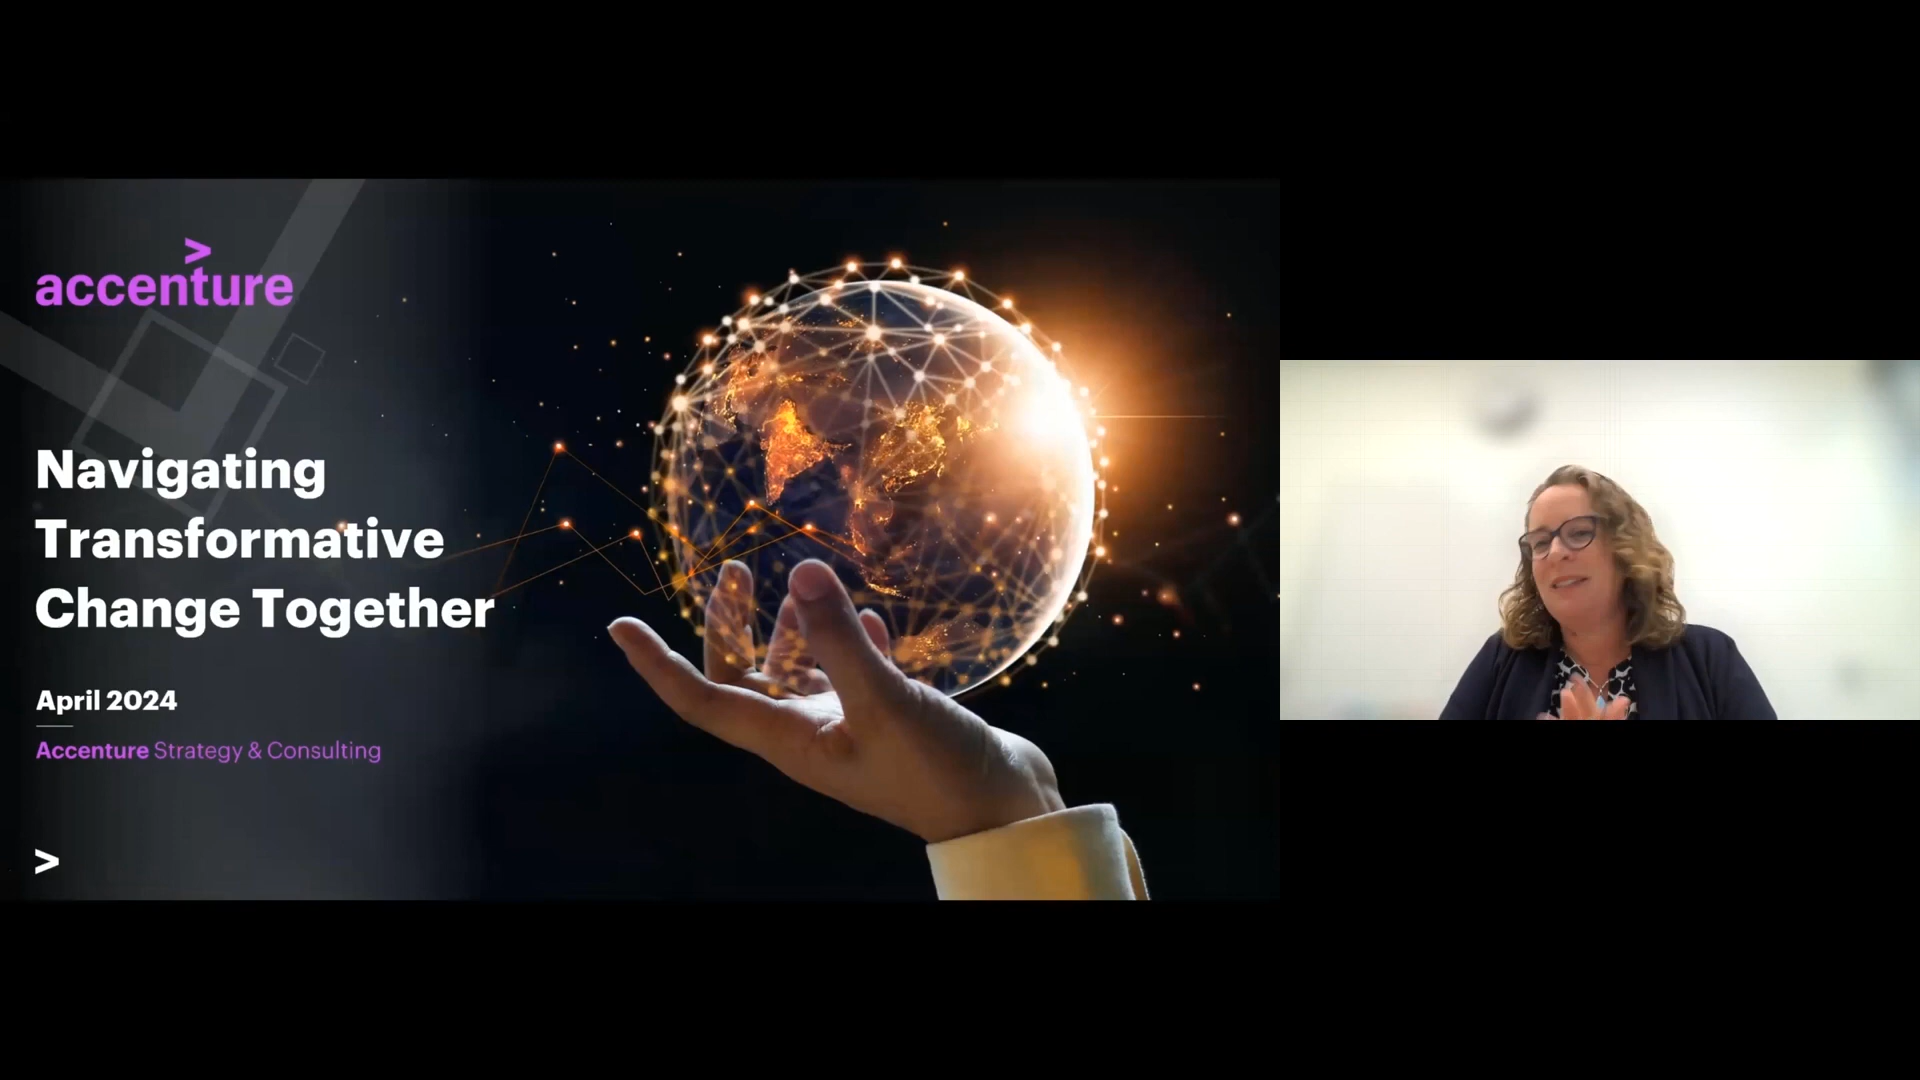 >
accenture
Navigating
Transformative
Change Together
April 2024
Accenture Strategy & Consulting
>